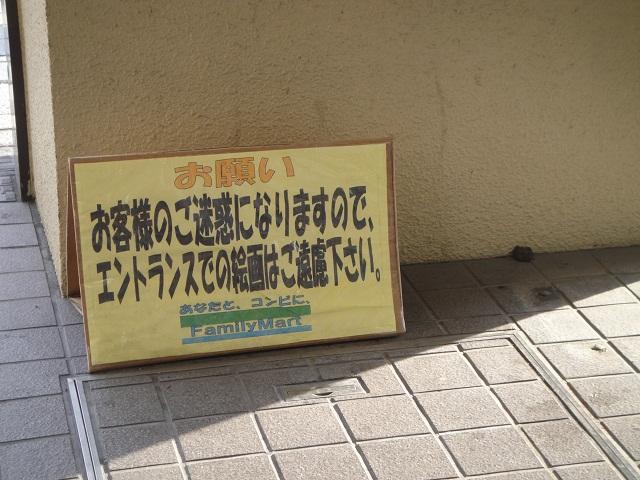 お願い
お客様のご迷惑になりますので、
エントランスでの絵画はご遠慮下さい。
あなたと、コンビに、
FamilyMart